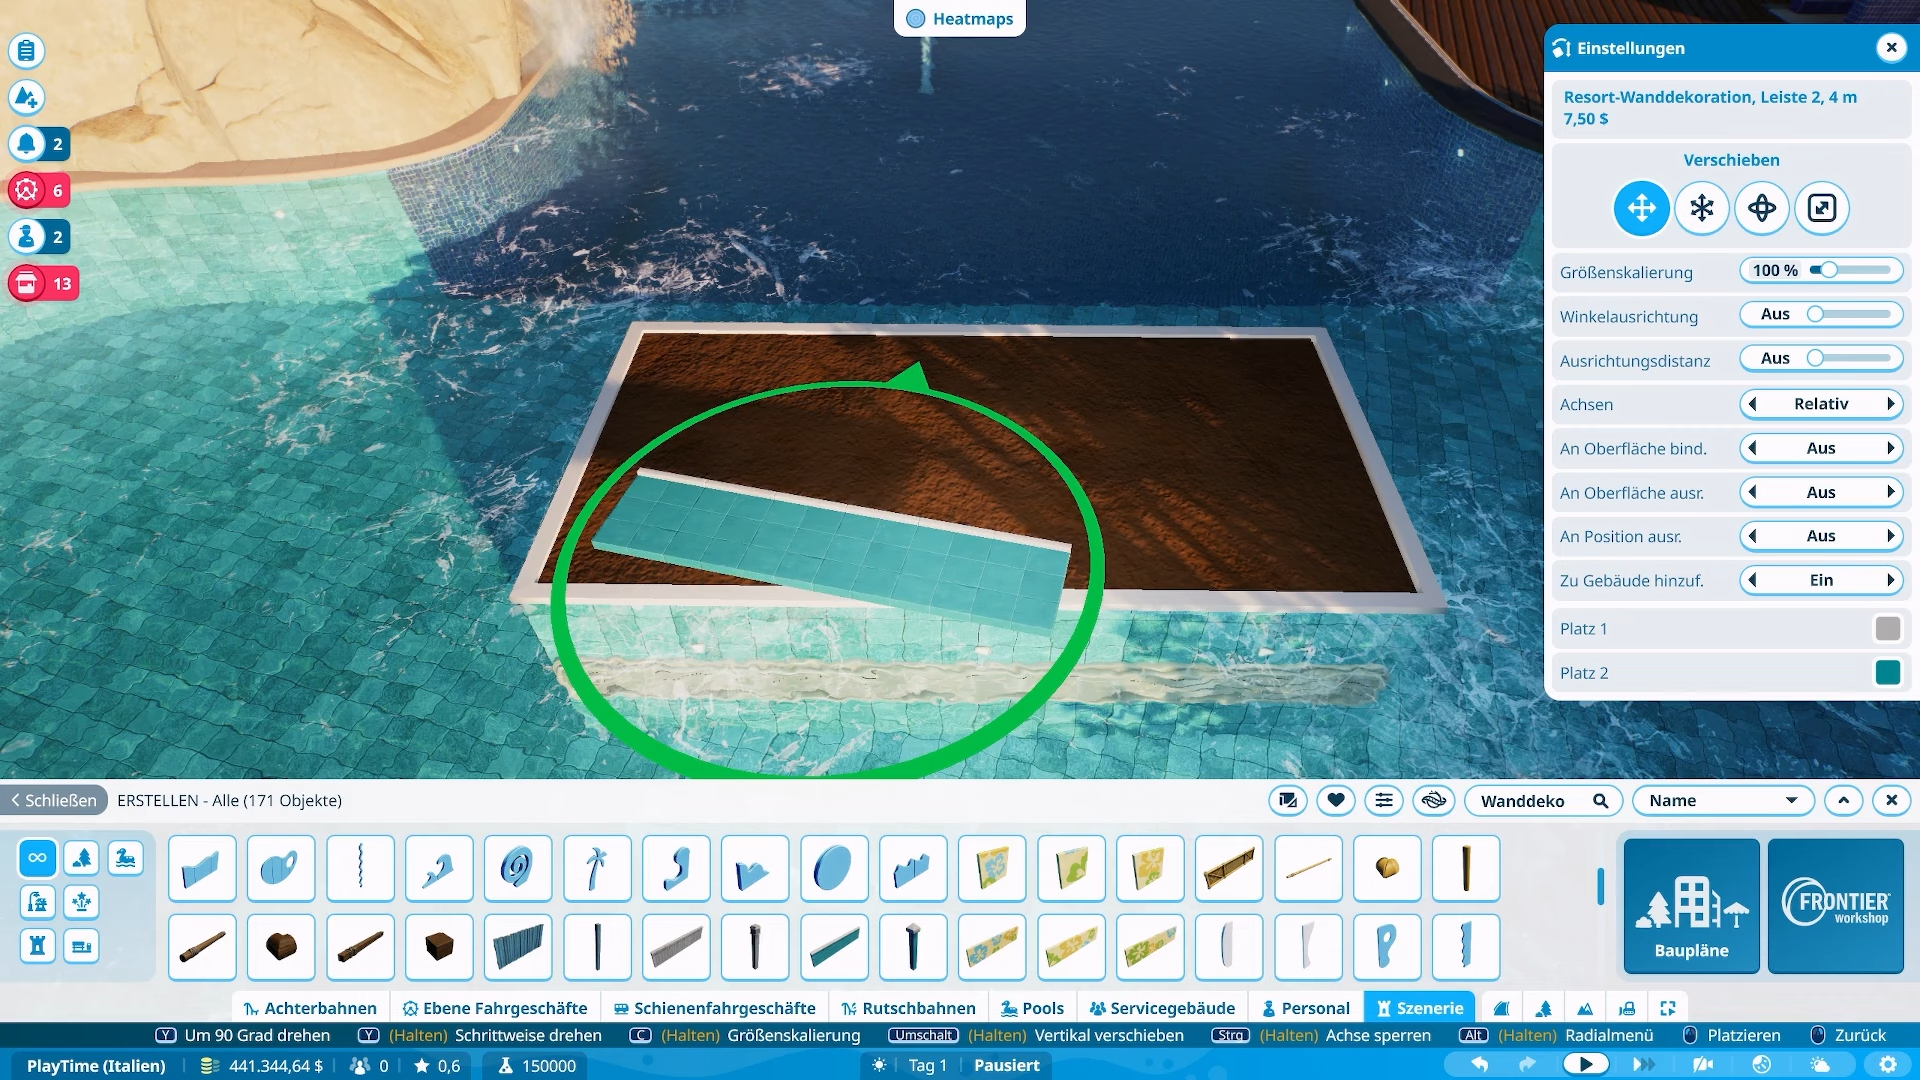 Heatmaps
Einstellungen
Resort-Wanddekoration, Leiste 2, 4 m
7,50 $
Verschieben
Größenskalierung 100 %
Winkelausrichtung Aus
Ausrichtungsdistanz Aus
Achsen Relativ
An Oberfläche bind. Aus
An Oberfläche ausr. Aus
An Position ausr. Aus
Zu Gebäude hinzuf. Ein
Platz 1
Platz 2
2
6
2
13
Schließen ERSTELLEN - Alle (171 Objekte) Wanddeko Name
Baupläne
FRONTIER
workshop
Achterbahnen Ebene Fahrgeschäfte Schienenfahrgeschäfte Rutschbahnen Pools Servicegebäude Personal Szenerie
Y Um 90 Grad drehen Y (Halten) Schrittweise drehen C (Halten) Größenskalierung Umschalt (Halten) Vertikal verschieben Strg (Halten) Achse sperren Alt (Halten) Radialmenü Platzieren Zurück
PlayTime (Italien) 441.344,64 $ 0 0,6 150000 Tag 1 Pausiert